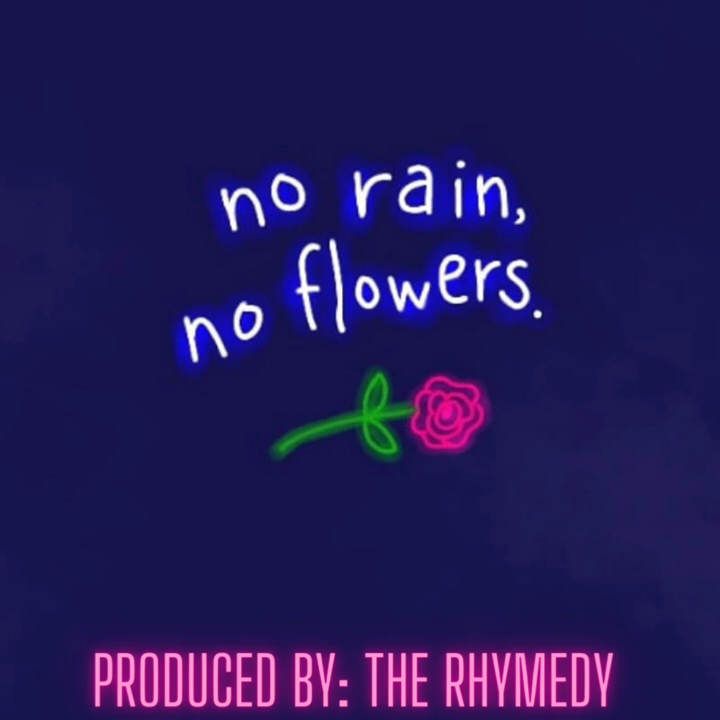 no rain,
no flowers.
PRODUCED BY: THE RHYMEDY